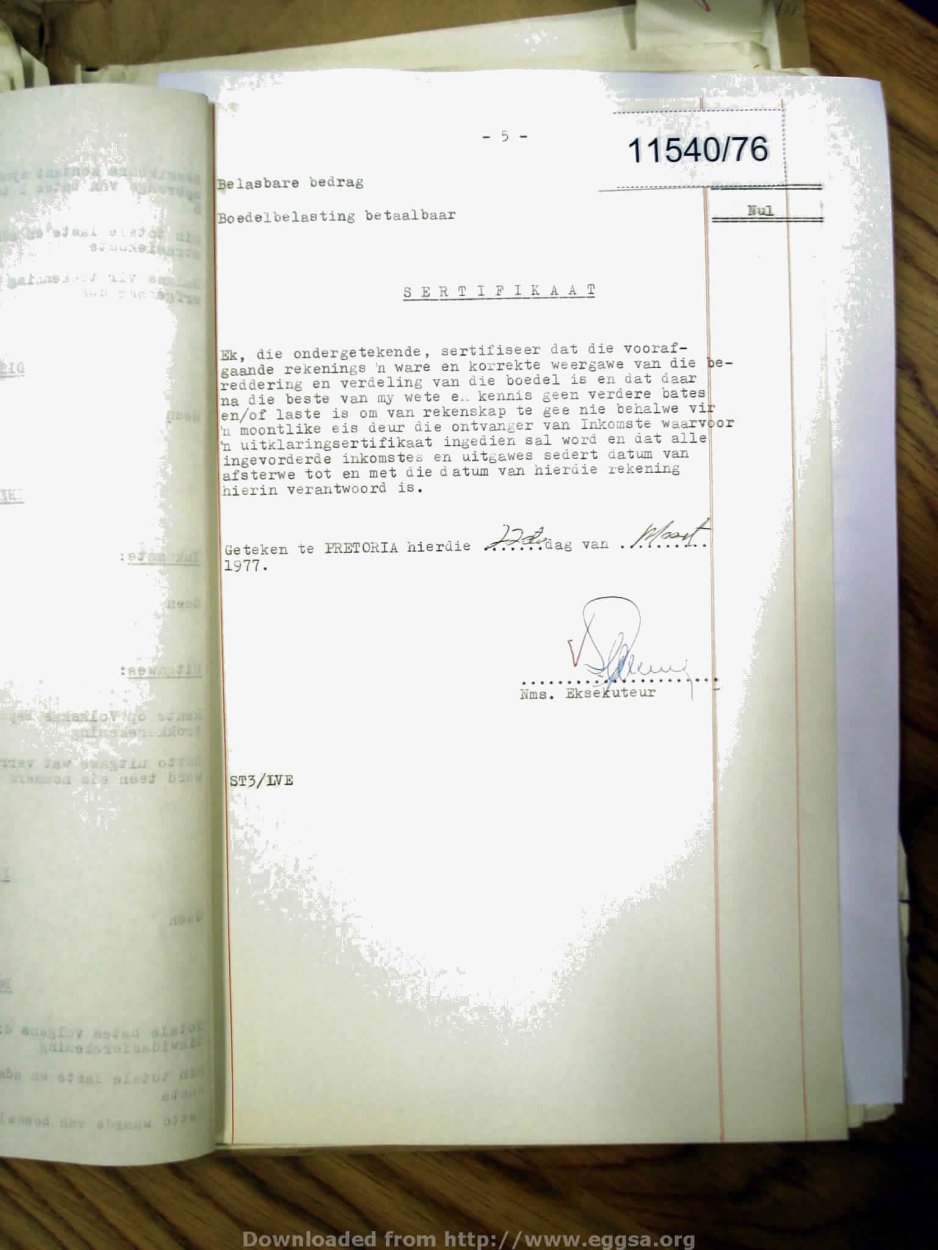 - 5 -
11540/76
Belasbare bedrag
Boedelbelasting betaalbaar
Nul
SERTIFIKAAT
Ek, die ondergetekende, sertifiseer dat die vooraf-
gaande rekenings 'n ware en korrekte weergawe van die be-
reddering en verdeling van die boedel is en dat daar
na die beste van my wete e.. kennis geen verdere bates
en/of laste is om van rekenskap te gee nie behalwe vir
'n moontlike eis deur die ontvanger van Inkomste waarvoor
'n uitklaringsertifikaat ingedien sal word en dat alle
ingevorderde inkomstes en uitgawes sedert datum van
afsterwe tot en met die datum van hierdie rekening
hierin verantwoord is.
Geteken te PRETORIA hierdie 22de dag van Maart
1977.
Nms. Eksekuteur
ST3/LVE
Downloaded from http://www.eggsa.org